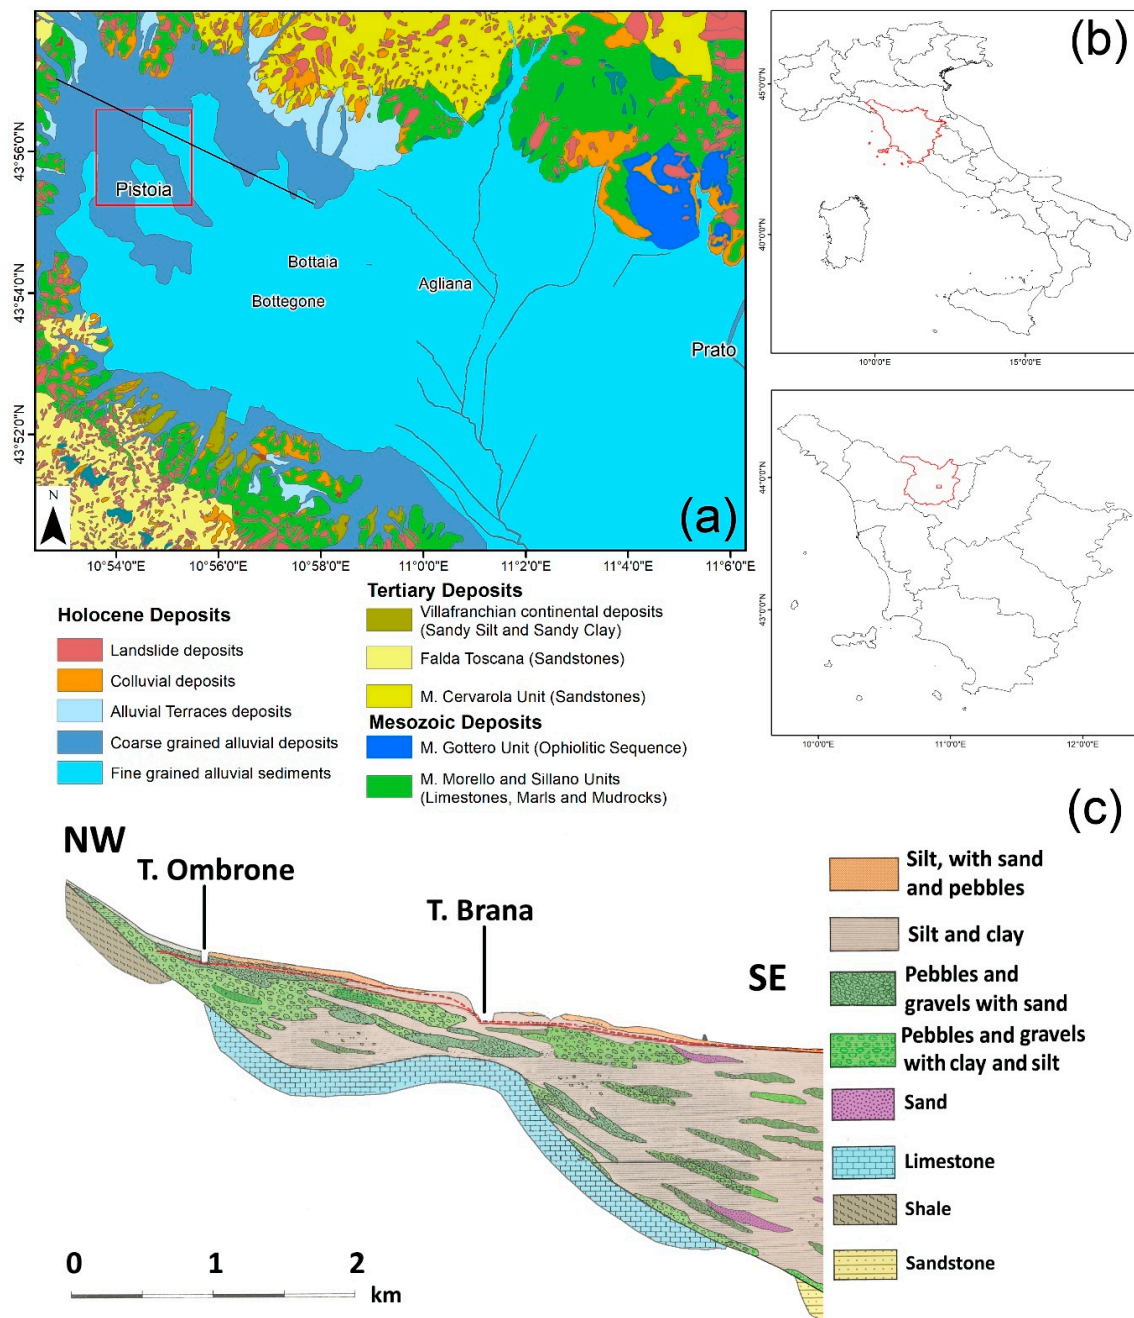 (a)
43°56'0"N
43°54'0"N
43°52'0"N
Pistoia
Bottaia
Bottegone
Agliana
Prato
N
10°54'0"E
10°56'0"E
10°58'0"E
11°0'0"E
11°2'0"E
11°4'0"E
11°6'0"E
(b)
45°0'0"N
40°0'0"N
10°0'0"E
15°0'0"E
44°0'0"N
43°0'0"N
10°0'0"E
11°0'0"E
12°0'0"E
Holocene Deposits
Landslide deposits
Colluvial deposits
Alluvial Terraces deposits
Coarse grained alluvial deposits
Fine grained alluvial sediments
Tertiary Deposits
Villafranchian continental deposits
(Sandy Silt and Sandy Clay)
Falda Toscana (Sandstones)
M. Cervarola Unit (Sandstones)
Mesozoic Deposits
M. Gottero Unit (Ophiolitic Sequence)
M. Morello and Sillano Units
(Limestones, Marls and Mudrocks)
(c)
NW
T. Ombrone
T. Brana
SE
0
1
2
km
Silt, with sand
and pebbles
Silt and clay
Pebbles and
gravels with sand
Pebbles and gravels
with clay and silt
Sand
Limestone
Shale
Sandstone